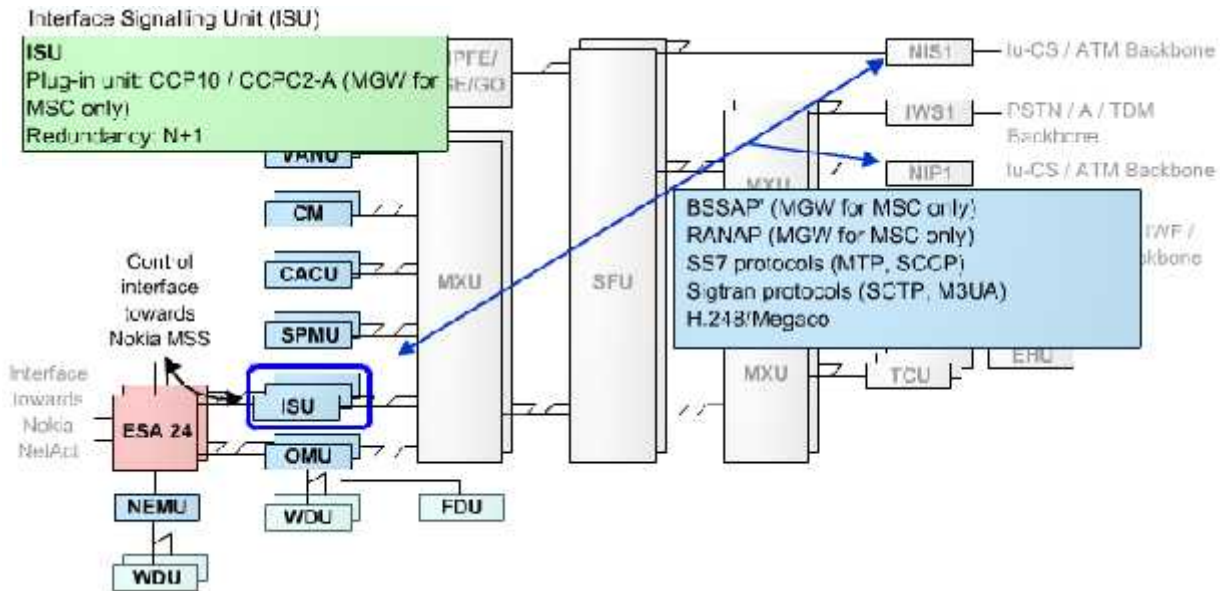 Interface Signalling Unit (ISU)
ISU
Plug-in unit: CCP10 / CCPC2-A (MGW for
MSC only)
Redundancy: N+1
NIS1
Iu-CS / ATM Backbone
IWS1
PSTN / A / TDM
Backbone
VANU
NIP1
Iu-CS / ATM Backbone
MXU
BSSAP' (MGW for MSC only)
RANAP (MGW for MSC only)
SS7 protocols (MTP, SCCP)
Sigtran protocols (SCTP, M3UA)
H.248/Megaco
CM
Control
interface
towards
Nokia MSS
CACU
MXU
SFU
SPMU
MXU
TCU
EHU
Interface
towards
Nokia
NetAct
ESA 24
ISU
OMU
NEMU
WDU
FDU
WDU